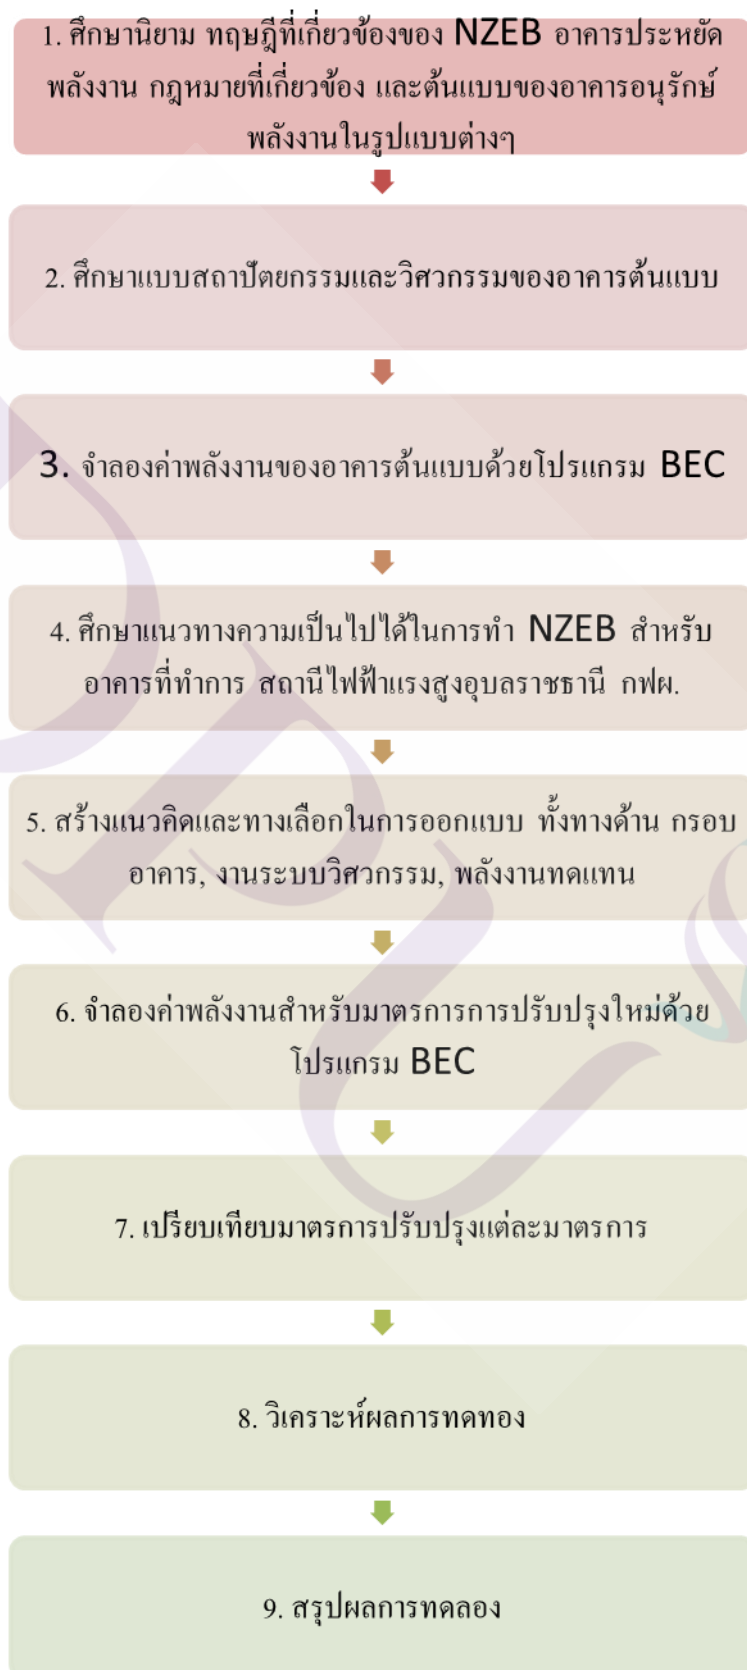 1. ศึกษานิยาม ทฤษฎีที่เกี่ยวข้องของ NZEB อาคารประหยัด
พลังงาน กฎหมายที่เกี่ยวข้อง และต้นแบบของอาคารอนุรักษ์
พลังงานในรูปแบบต่างๆ
2. ศึกษาแบบสถาปัตยกรรมและวิศวกรรมของอาคารต้นแบบ
3. จำลองค่าพลังงานของอาคารต้นแบบด้วยโปรแกรม BEC
4. ศึกษาแนวทางความเป็นไปได้ในการทำ NZEB สำหรับ
อาคารที่ทำการ สถานีไฟฟ้าแรงสูงอุบลราชธานี กฟผ.
5. สร้างแนวคิดและทางเลือกในการออกแบบ ทั้งทางด้าน กรอบ
อาคาร, งานระบบวิศวกรรม, พลังงานทดแทน
6. จำลองค่าพลังงานสำหรับมาตรการการปรับปรุงใหม่ด้วย
โปรแกรม BEC
7. เปรียบเทียบมาตรการปรับปรุงแต่ละมาตรการ
8. วิเคราะห์ผลการทดทอง
9. สรุปผลการทดลอง
DPU